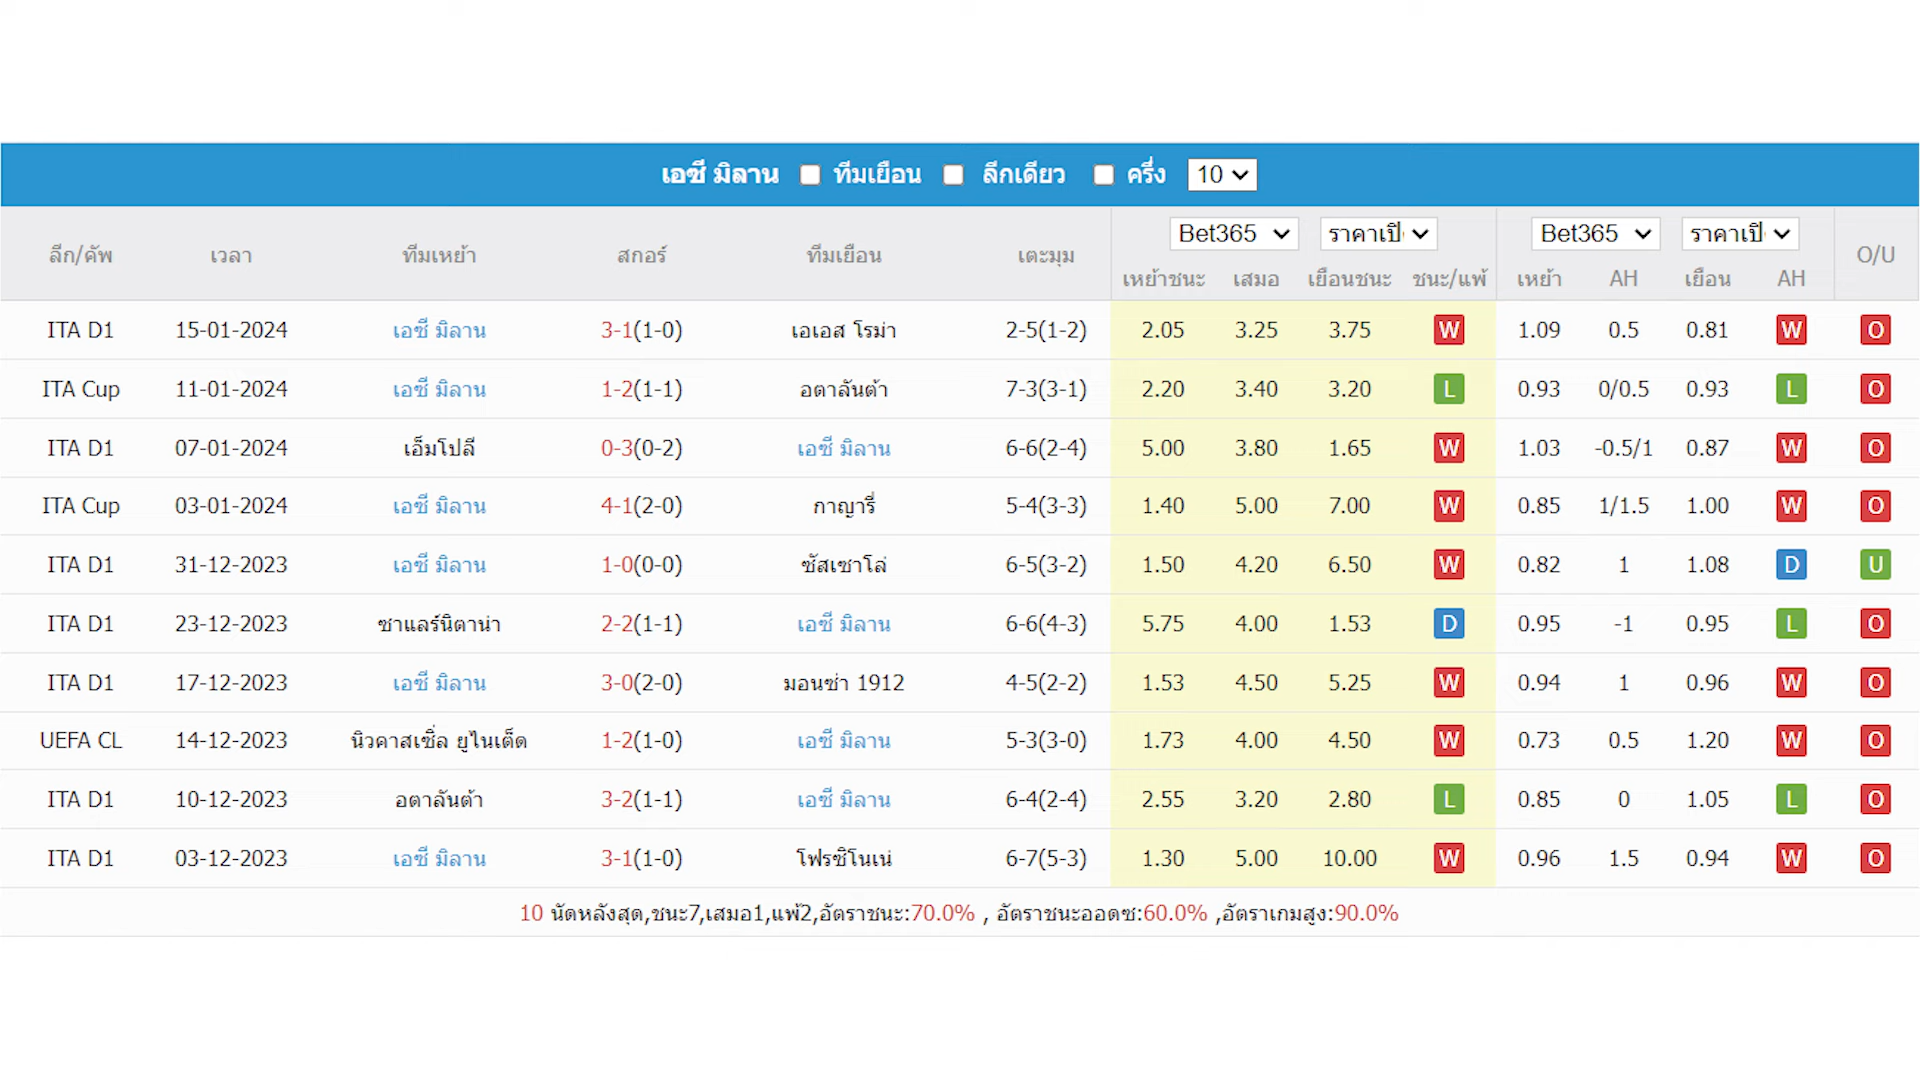 เอซี มิลาน ทีมเยือน ลีกเดียว ครึ่ง 10
Bet365 ราคาเปิ Bet365 ราคาเปิ
ลีก/คัพ เวลา ทีมเหย้า สกอร์ ทีมเยือน เตะมุม O/U
เหย้าชนะ เสมอ เยือนชนะ ชนะ/แพ้ เหย้า AH เยือน AH
ITA D1 15-01-2024 เอซี มิลาน 3-1(1-0) เอเอส โรม่า 2-5(1-2) 2.05 3.25 3.75 W 1.09 0.5 0.81 W O
ITA Cup 11-01-2024 เอซี มิลาน 1-2(1-1) อตาลันต้า 7-3(3-1) 2.20 3.40 3.20 L 0.93 0/0.5 0.93 L O
ITA D1 07-01-2024 เอ็มโปลี 0-3(0-2) เอซี มิลาน 6-6(2-4) 5.00 3.80 1.65 W 1.03 -0.5/1 0.87 W O
ITA Cup 03-01-2024 เอซี มิลาน 4-1(2-0) กาญารี่ 5-4(3-3) 1.40 5.00 7.00 W 0.85 1/1.5 1.00 W O
ITA D1 31-12-2023 เอซี มิลาน 1-0(0-0) ซัสเซาโล่ 6-5(3-2) 1.50 4.20 6.50 W 0.82 1 1.08 D U
ITA D1 23-12-2023 ซาแลร์นิตาน่า 2-2(1-1) เอซี มิลาน 6-6(4-3) 5.75 4.00 1.53 D 0.95 -1 0.95 L O
ITA D1 17-12-2023 เอซี มิลาน 3-0(2-0) มอนซ่า 1912 4-5(2-2) 1.53 4.50 5.25 W 0.94 1 0.96 W O
UEFA CL 14-12-2023 นิวคาสเซิ่ล ยูไนเต็ด 1-2(1-0) เอซี มิลาน 5-3(3-0) 1.73 4.00 4.50 W 0.73 0.5 1.20 W O
ITA D1 10-12-2023 อตาลันต้า 3-2(1-1) เอซี มิลาน 6-4(2-4) 2.55 3.20 2.80 L 0.85 0 1.05 L O
ITA D1 03-12-2023 เอซี มิลาน 3-1(1-0) โฟรซิโนเน่ 6-7(5-3) 1.30 5.00 10.00 W 0.96 1.5 0.94 W O
10 นัดหลังสุด,ชนะ7,เสมอ1,แพ้2,อัตราชนะ:70.0% , อัตราชนะออดซ:60.0% ,อัตราเกมสูง:90.0%